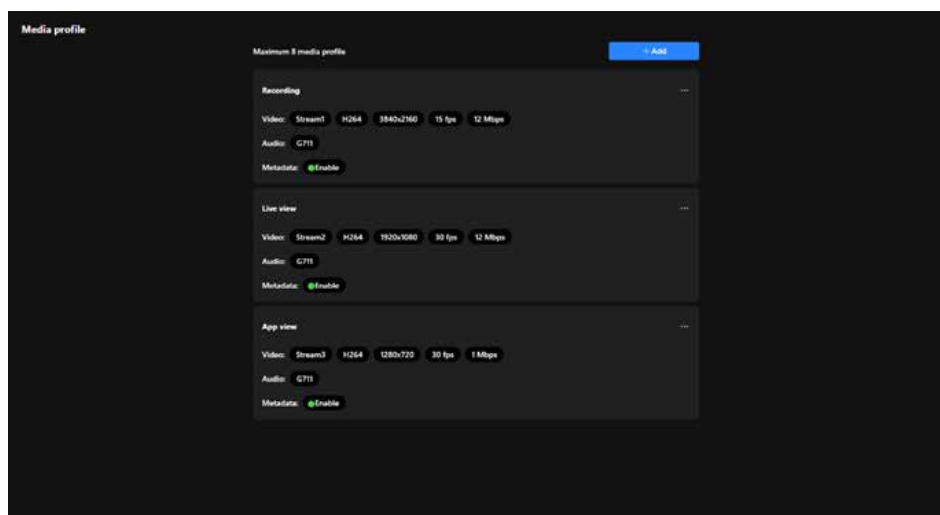 Media profile
Maximum 8 media profile
+ Add
Recording
...
Video: Stream1 H264 3840x2160 15 fps 12 Mbps
Audio: G711
Metadata: Enable
Live view
...
Video: Stream2 H264 1920x1080 30 fps 12 Mbps
Audio: G711
Metadata: Enable
App view
...
Video: Stream3 H264 1280x720 30 fps 1 Mbps
Audio: G711
Metadata: Enable